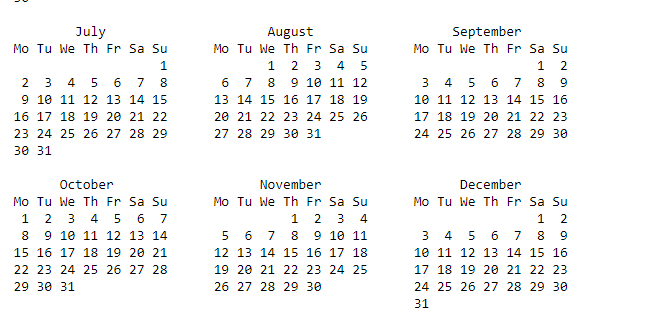 30
       July                      August                  September
Mo Tu We Th Fr Sa Su      Mo Tu We Th Fr Sa Su      Mo Tu We Th Fr Sa Su
                   1             1  2  3  4  5                      1  2
 2  3  4  5  6  7  8       6  7  8  9 10 11 12       3  4  5  6  7  8  9
 9 10 11 12 13 14 15      13 14 15 16 17 18 19      10 11 12 13 14 15 16
16 17 18 19 20 21 22      20 21 22 23 24 25 26      17 18 19 20 21 22 23
23 24 25 26 27 28 29      27 28 29 30 31            24 25 26 27 28 29 30
30 31
      October                   November                  December
Mo Tu We Th Fr Sa Su      Mo Tu We Th Fr Sa Su      Mo Tu We Th Fr Sa Su
 1  2  3  4  5  6  7                1  2  3  4                      1  2
 8  9 10 11 12 13 14       5  6  7  8  9 10 11       3  4  5  6  7  8  9
15 16 17 18 19 20 21      12 13 14 15 16 17 18      10 11 12 13 14 15 16
22 23 24 25 26 27 28      19 20 21 22 23 24 25      17 18 19 20 21 22 23
29 30 31                  26 27 28 29 30            24 25 26 27 28 29 30
                                                    31